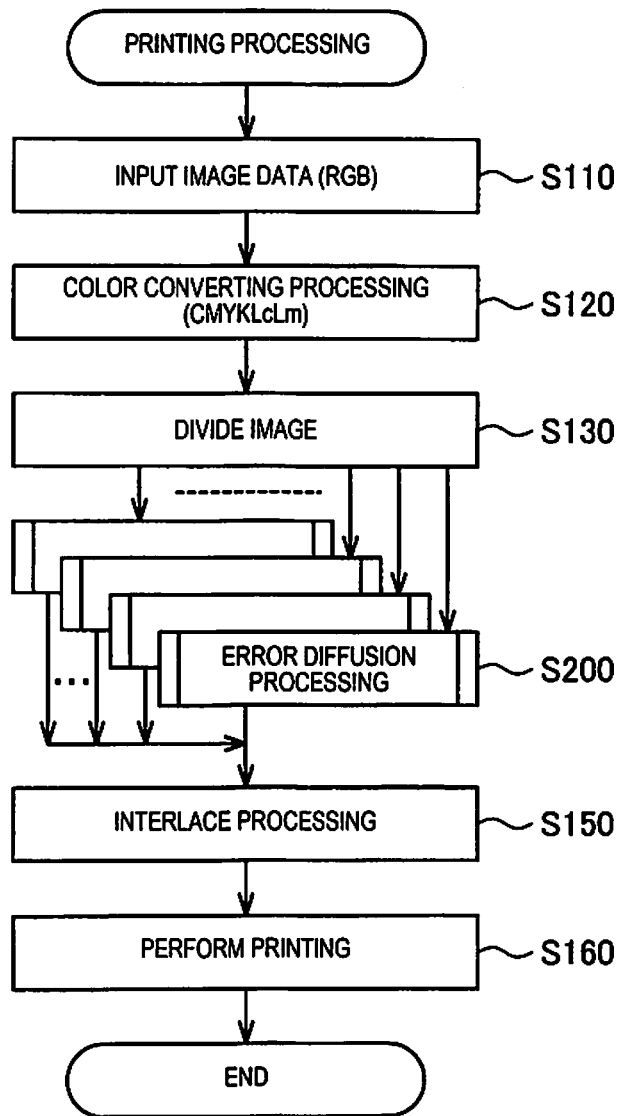 PRINTING PROCESSING
INPUT IMAGE DATA (RGB)
S110
COLOR CONVERTING PROCESSING
(CMYKLcLm)
S120
DIVIDE IMAGE
S130
ERROR DIFFUSION
PROCESSING
S200
INTERLACE PROCESSING
S150
PERFORM PRINTING
S160
END